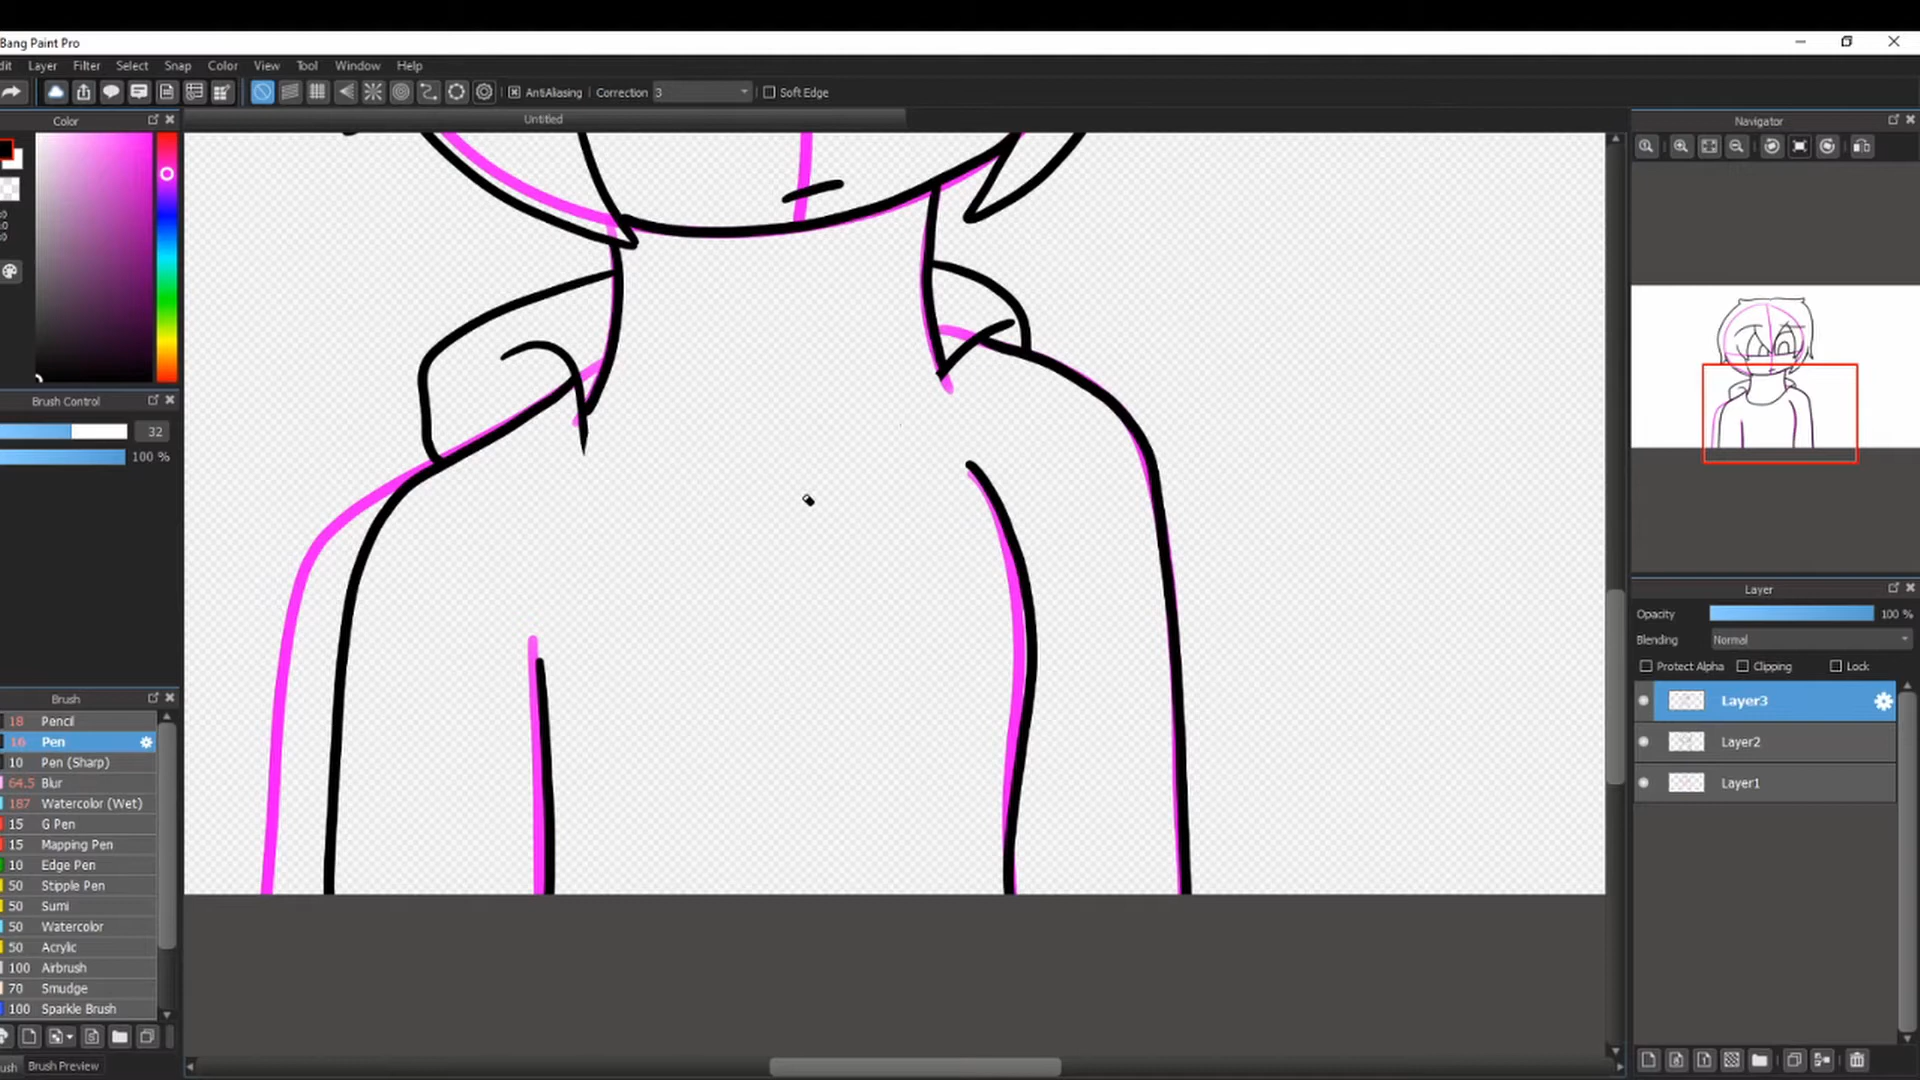 Bang Paint Pro
dit Layer Filter Select Snap Color View Tool Window Help
AntiAliasing Correction 3 Soft Edge
Color
Untitled
Navigator
Brush Control
32
100 %
Layer
Opacity 100 %
Blending Normal
Protect Alpha Clipping Lock
Layer3
Layer2
Layer1
Brush
18 Pencil
16 Pen
10 Pen (Sharp)
64.5 Blur
187 Watercolor (Wet)
15 G Pen
15 Mapping Pen
10 Edge Pen
50 Stipple Pen
50 Sumi
50 Watercolor
50 Acrylic
100 Airbrush
70 Smudge
100 Sparkle Brush
ush Brush Preview